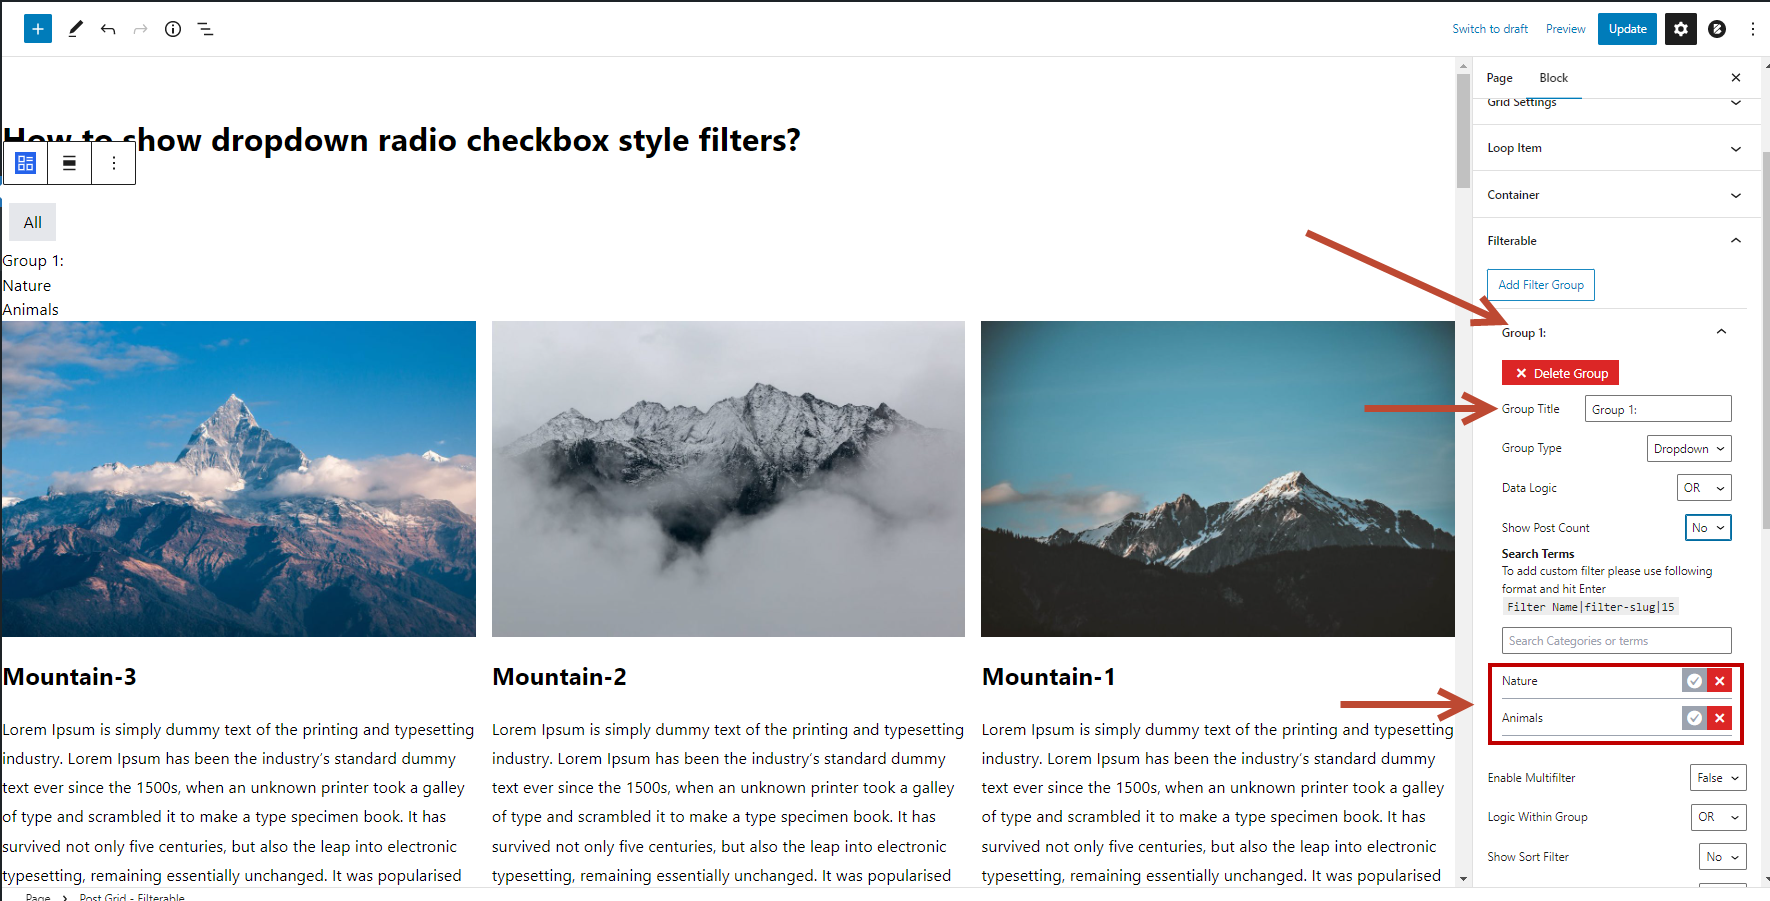 Switch to draft
Preview
Update
How to show dropdown radio checkbox style filters?
All
Group 1:
Nature
Animals
Mountain-3
Lorem Ipsum is simply dummy text of the printing and typesetting
industry. Lorem Ipsum has been the industry’s standard dummy
text ever since the 1500s, when an unknown printer took a galley
of type and scrambled it to make a type specimen book. It has
survived not only five centuries, but also the leap into electronic
typesetting, remaining essentially unchanged. It was popularised
Mountain-2
Lorem Ipsum is simply dummy text of the printing and typesetting
industry. Lorem Ipsum has been the industry’s standard dummy
text ever since the 1500s, when an unknown printer took a galley
of type and scrambled it to make a type specimen book. It has
survived not only five centuries, but also the leap into electronic
typesetting, remaining essentially unchanged. It was popularised
Mountain-1
Lorem Ipsum is simply dummy text of the printing and typesetting
industry. Lorem Ipsum has been the industry’s standard dummy
text ever since the 1500s, when an unknown printer took a galley
of type and scrambled it to make a type specimen book. It has
survived not only five centuries, but also the leap into electronic
typesetting, remaining essentially unchanged. It was popularised
Page Block
Grid Settings
Loop Item
Container
Filterable
Add Filter Group
Group 1:
Delete Group
Group Title Group 1:
Group Type Dropdown
Data Logic OR
Show Post Count No
Search Terms
To add custom filter please use following
format and hit Enter
Filter Name|filter-slug|15
Search Categories or terms
Nature
Animals
Enable Multifilter False
Logic Within Group OR
Show Sort Filter No
Page > Post Grid - Filterable